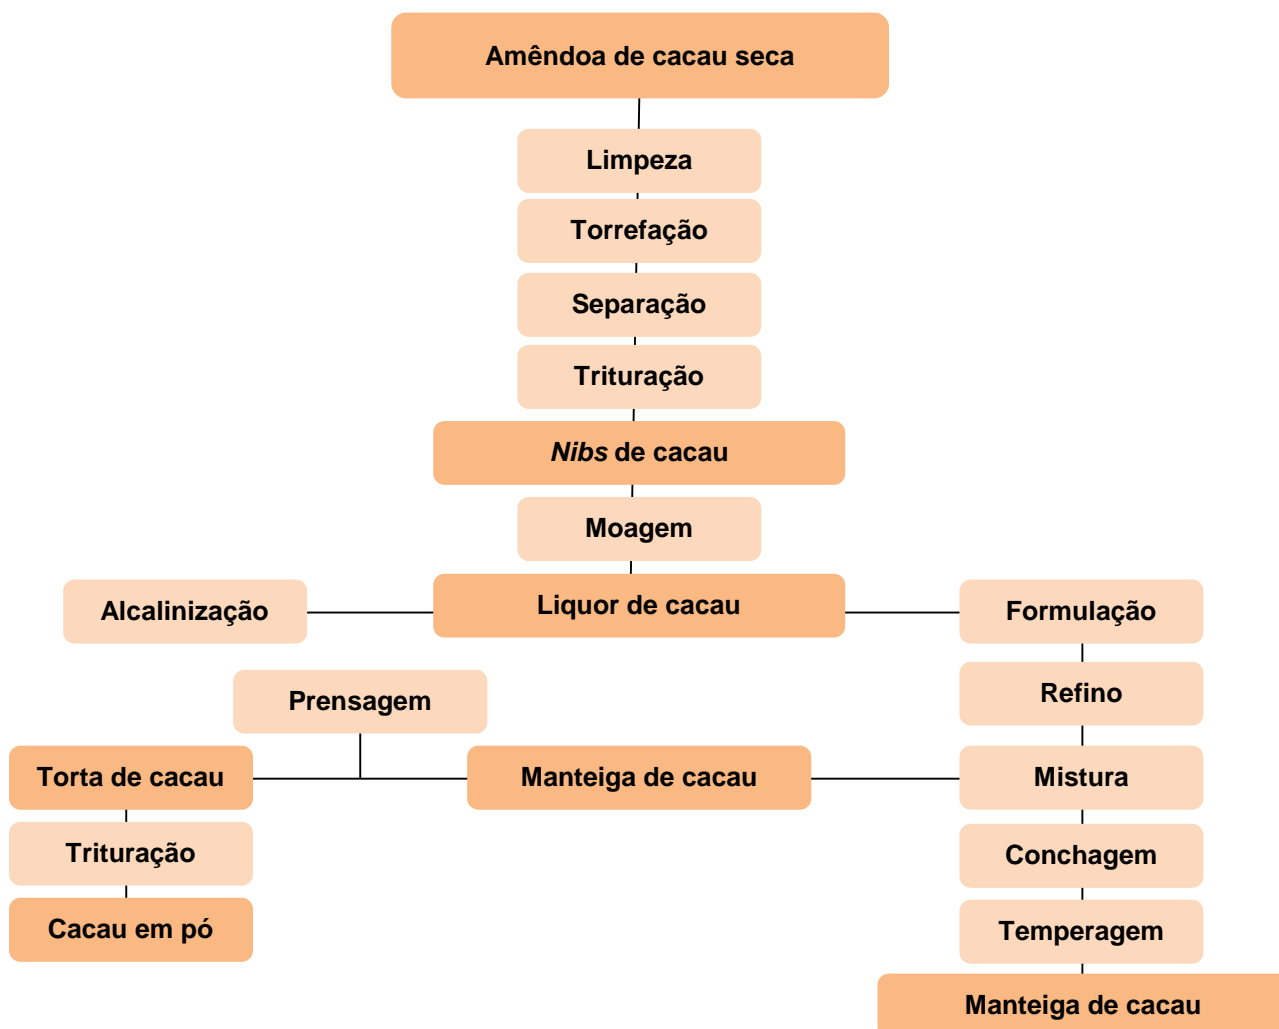 Amêndoa de cacau seca
Limpeza
Torrefação
Separação
Trituração
Nibs de cacau
Moagem
Alcalinização
Liquor de cacau
Formulação
Prensagem
Refino
Torta de cacau
Manteiga de cacau
Mistura
Trituração
Conchagem
Cacau em pó
Temperagem
Manteiga de cacau